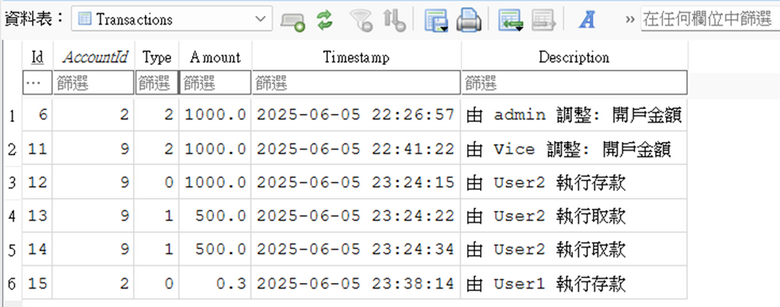 資料表： Transactions » 在任何欄位中篩選
Id AccountId Type Amount Timestamp Description
... 篩選 篩選 篩選 篩選 篩選
1 6 2 2 1000.0 2025-06-05 22:26:57 由 admin 調整: 開戶金額
2 11 9 2 1000.0 2025-06-05 22:41:22 由 Vice 調整: 開戶金額
3 12 9 0 1000.0 2025-06-05 23:24:15 由 User2 執行存款
4 13 9 1 500.0 2025-06-05 23:24:22 由 User2 執行取款
5 14 9 1 500.0 2025-06-05 23:24:34 由 User2 執行取款
6 15 2 0 0.3 2025-06-05 23:38:14 由 User1 執行存款